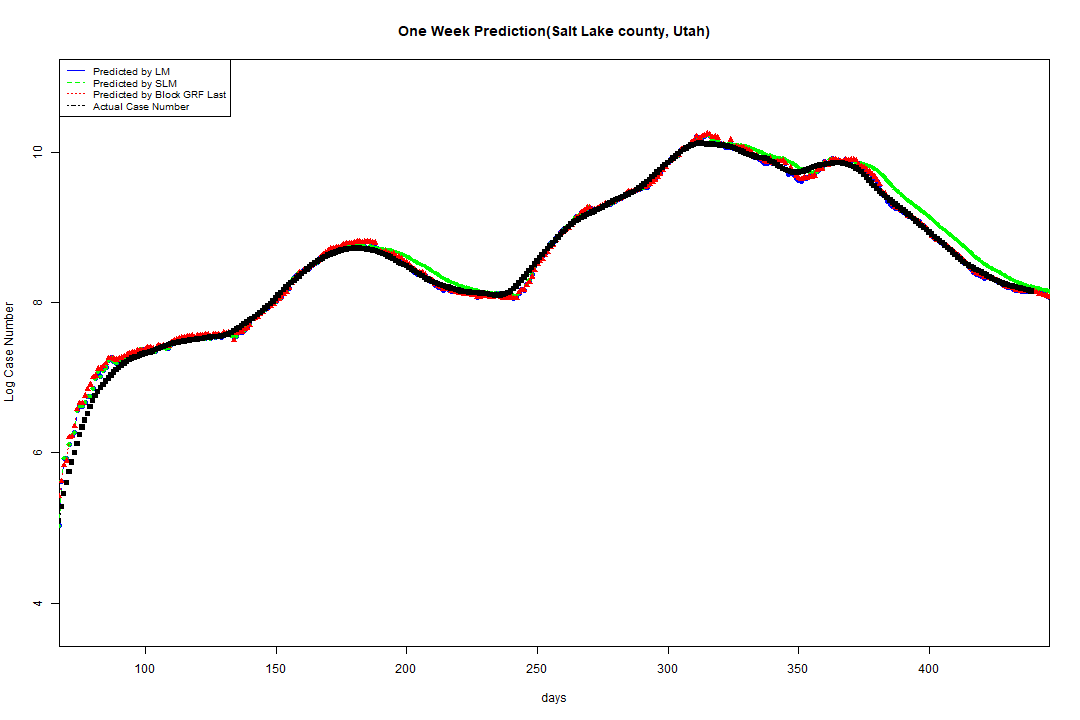 One Week Prediction(Salt Lake county, Utah)
Predicted by LM
Predicted by SLM
Predicted by Block GRF Last
Actual Case Number
10
8
6
4
Log Case Number
100 150 200 250 300 350 400
days